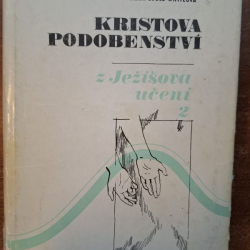 KRISTOVA
PODOBENSTVÍ
z Ježíšova
učení
2